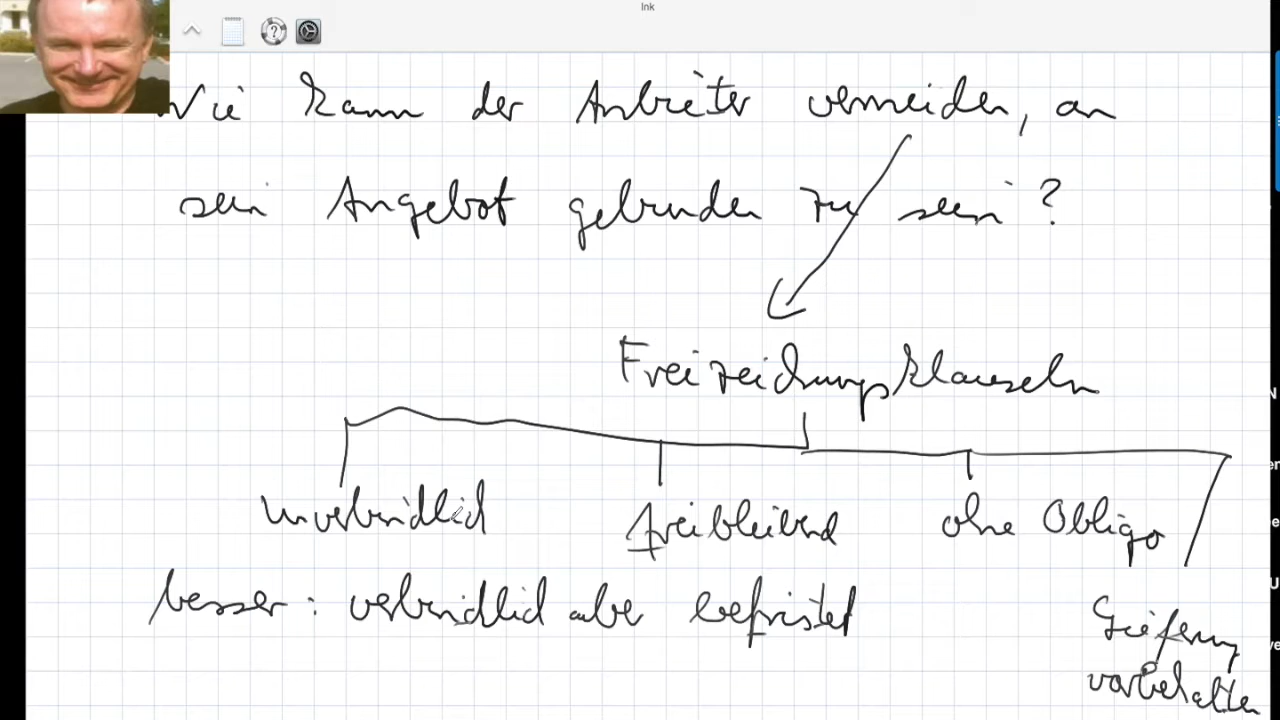 Ink
Wie kann der Anbieter vermeiden, an
sein Angebot gebunden zu sein?
Freizeichungsklauseln
unverbindlich freibleibend ohne Obligo
besser: verbindlich aber befristet
Lieferung
vorbehalten